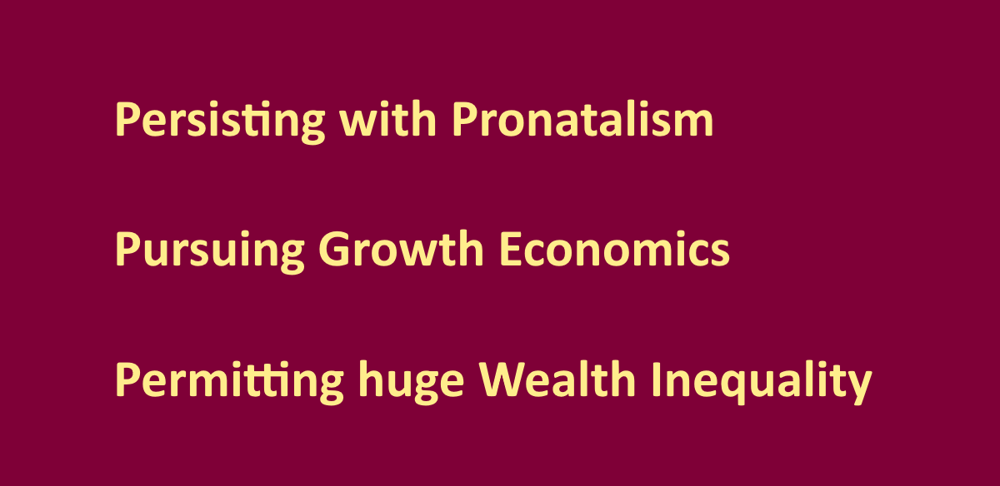 Persisting with Pronatalism
Pursuing Growth Economics
Permitting huge Wealth Inequality